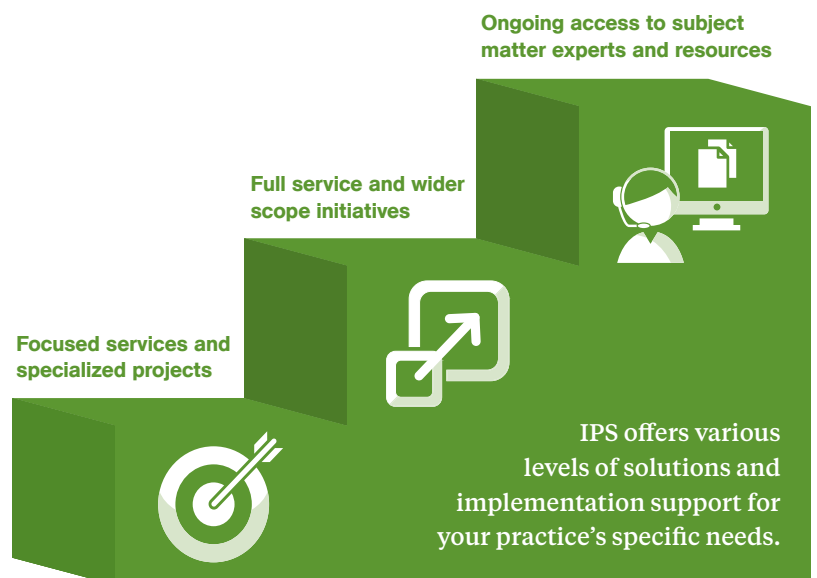 Ongoing access to subject
matter experts and resources
Full service and wider
scope initiatives
Focused services and
specialized projects
IPS offers various
levels of solutions and
implementation support for
your practice’s specific needs.